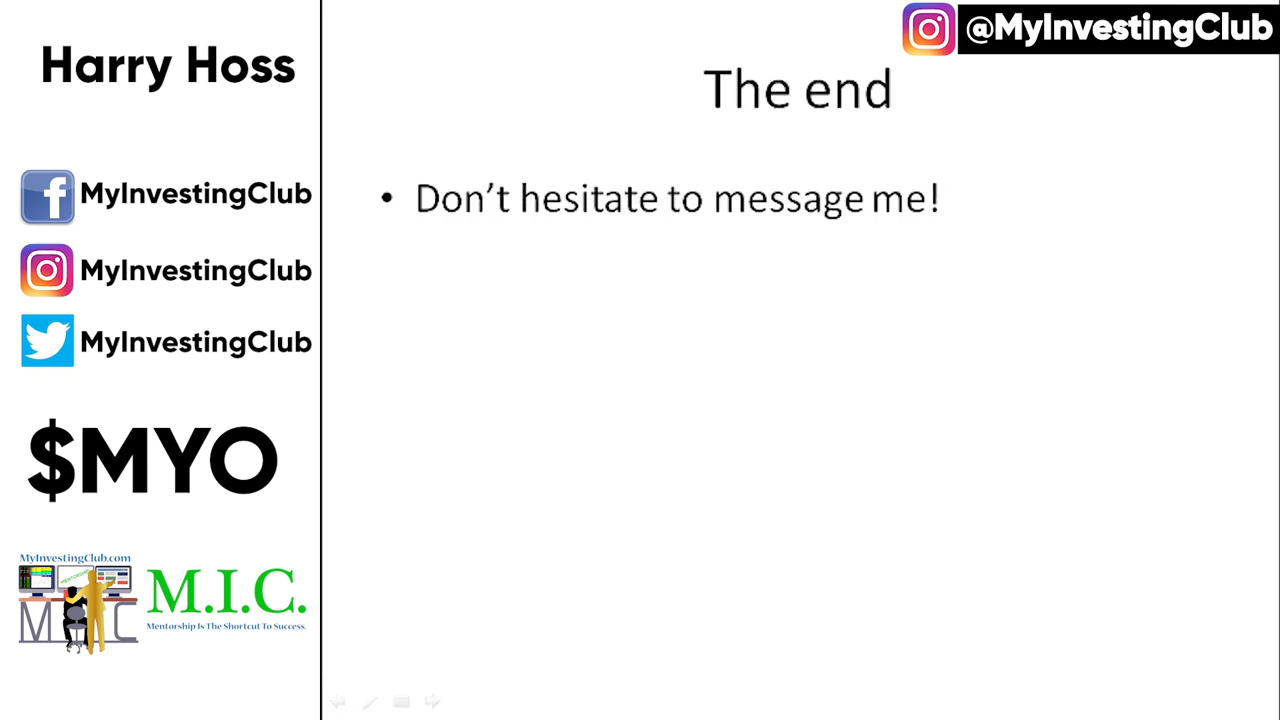 Harry Hoss
MyInvestingClub
MyInvestingClub
MyInvestingClub
$MYO
MyInvestingClub.com
MENTORSHIP
M I C
M.I.C.
Mentorship Is The Shortcut To Success.
@MyInvestingClub
The end
• Don’t hesitate to message me!